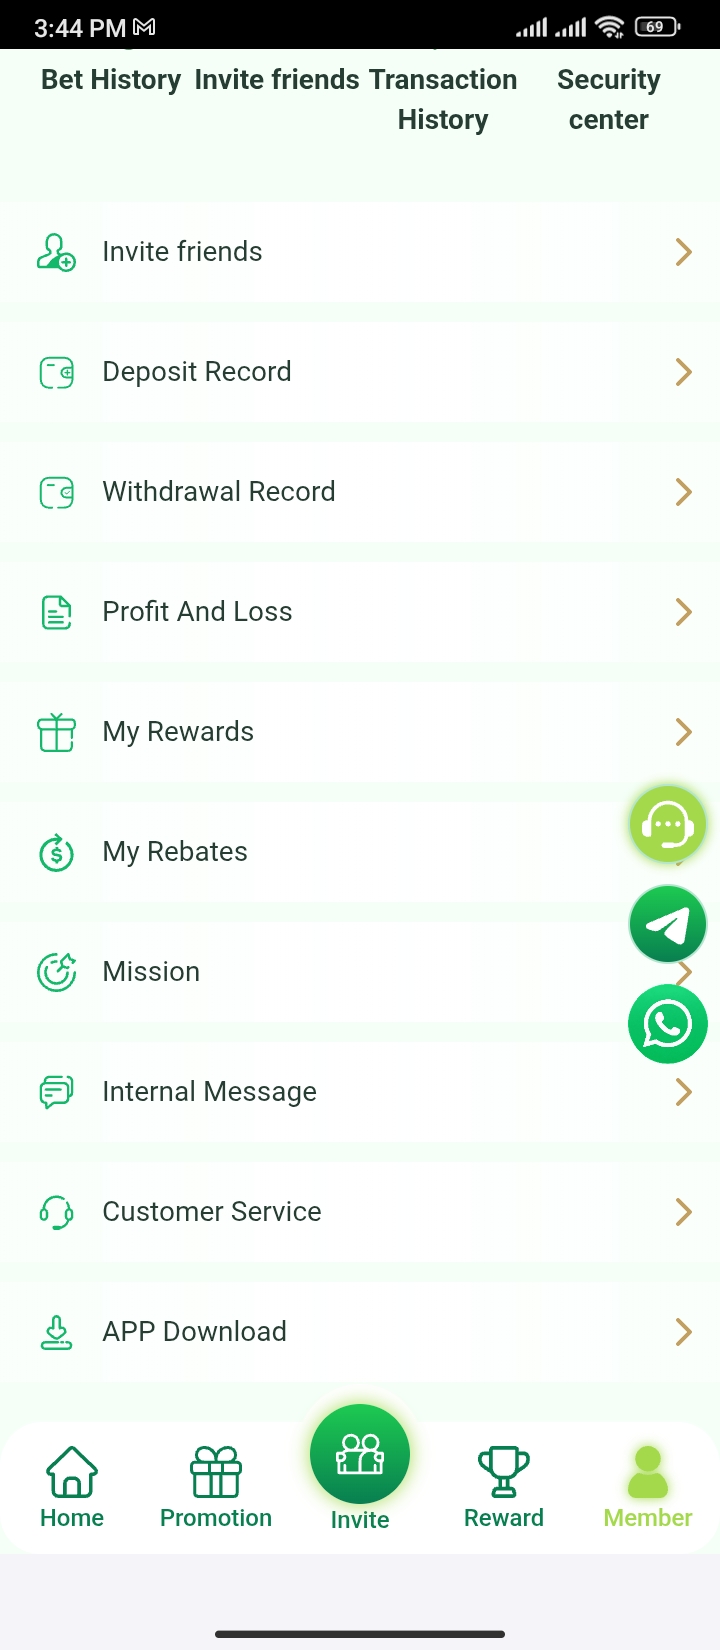 3:44 PM
69
Bet History Invite friends Transaction History Security center
Invite friends
Deposit Record
Withdrawal Record
Profit And Loss
My Rewards
My Rebates
Mission
Internal Message
Customer Service
APP Download
Home Promotion Invite Reward Member